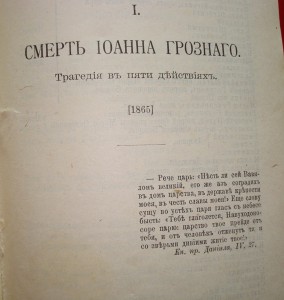 I.
СМЕРТЬ ІОАННА ГРОЗНАГО.
Трагедія въ пяти дѣйствіяхъ.
[1865]
— Рече царь: «Нѣсть ли сей Вави-
лонъ великій, его же азъ соградихъ
въ домъ царства, въ державѣ крѣпости
моея, въ честь славы моея!» Еще слову
сущу во устѣхъ царя гласъ съ небесе
бысть: «Тебѣ глаголется, Навуходоно-
соре царю: царство твое прейде отъ
тебе, и отъ человѣкъ отженутъ тя и
со звѣрьми дивіими житіе твое!»
Кн. пр. Даніила, IV, 27.